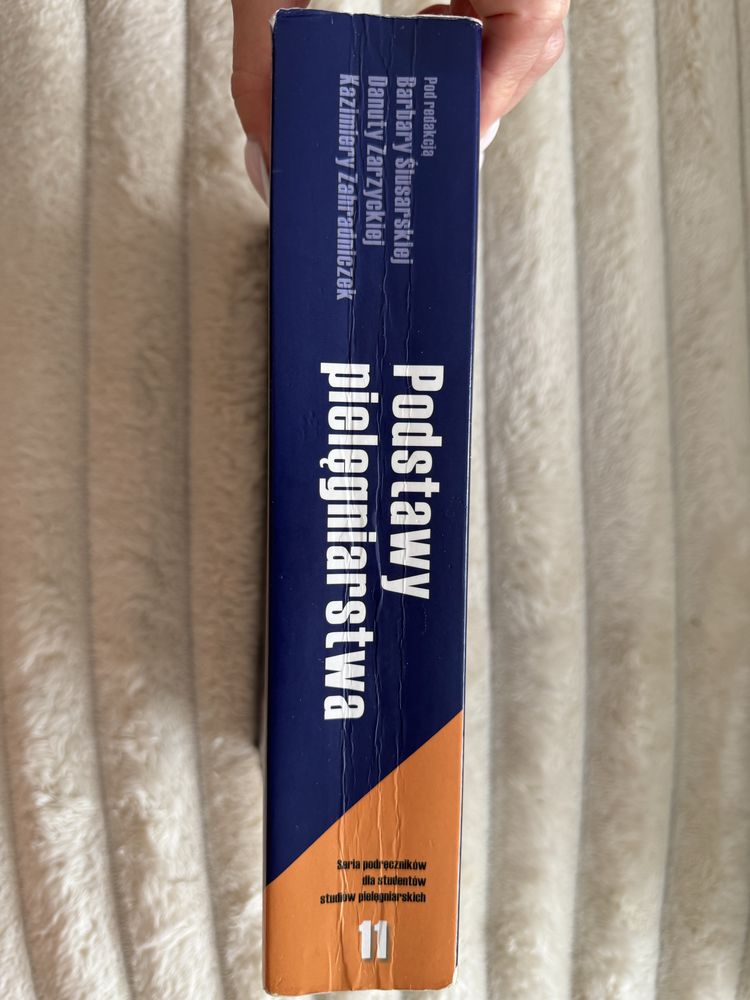 Pod redakcją
Barbary Ślusarskiej
Danuty Zarzyckiej
Kazimiery Zahradniczek
Podstawy
pielęgniarstwa
Seria podręczników
dla studentów
studiów pielęgniarskich
11